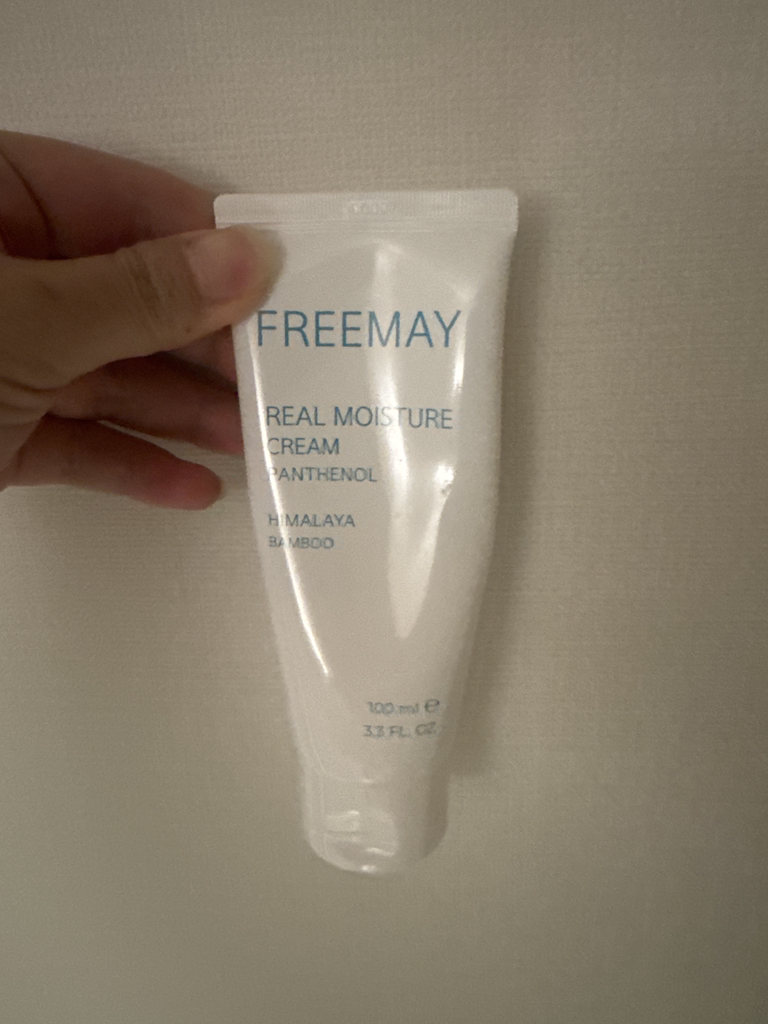 FREEMAY
REAL MOISTURE
CREAM
PANTHENOL
HIMALAYA
BAMBOO
100 ml ℮
3.3 FL. OZ